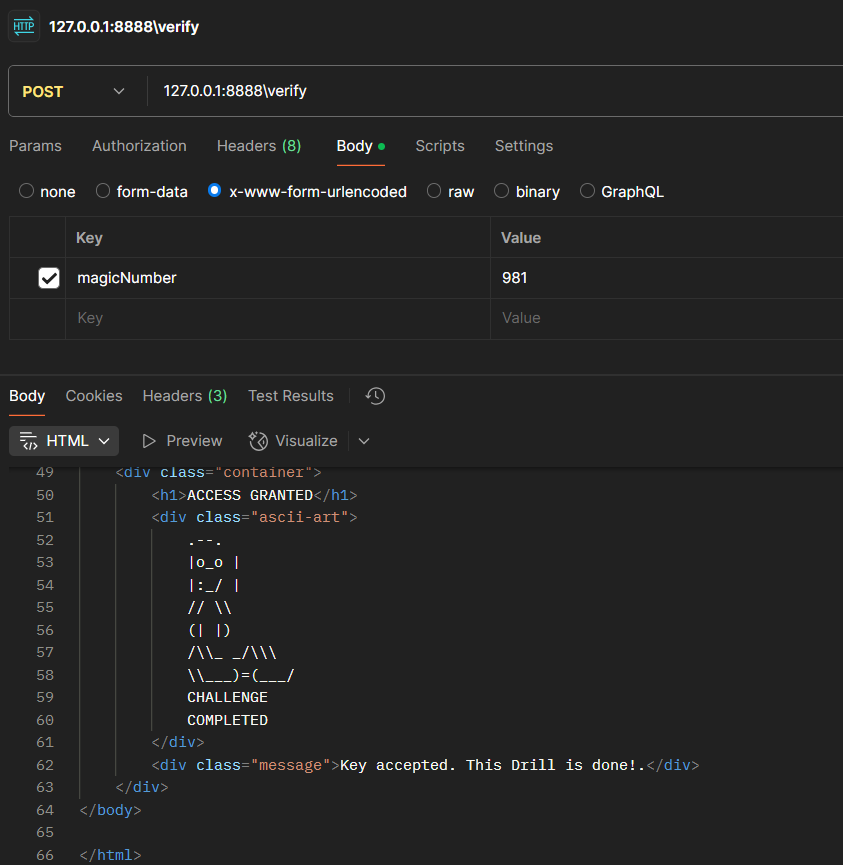 HTTP 127.0.0.1:8888\verify
POST 127.0.0.1:8888\verify
Params Authorization Headers (8) Body Scripts Settings
none form-data x-www-form-urlencoded raw binary GraphQL
Key Value
magicNumber 981
Key Value
Body Cookies Headers (3) Test Results
HTML Preview Visualize
49 <div class="container">
50 <h1>ACCESS GRANTED</h1>
51 <div class="ascii-art">
52 .--.
53 |o_o |
54 |:_/ |
55 // \\
56 (| |)
57 /\\_ _/\\\
58 \\___)=(___/
59 CHALLENGE
60 COMPLETED
61 </div>
62 <div class="message">Key accepted. This Drill is done!.</div>
63 </div>
64 </body>
65
66 </html>